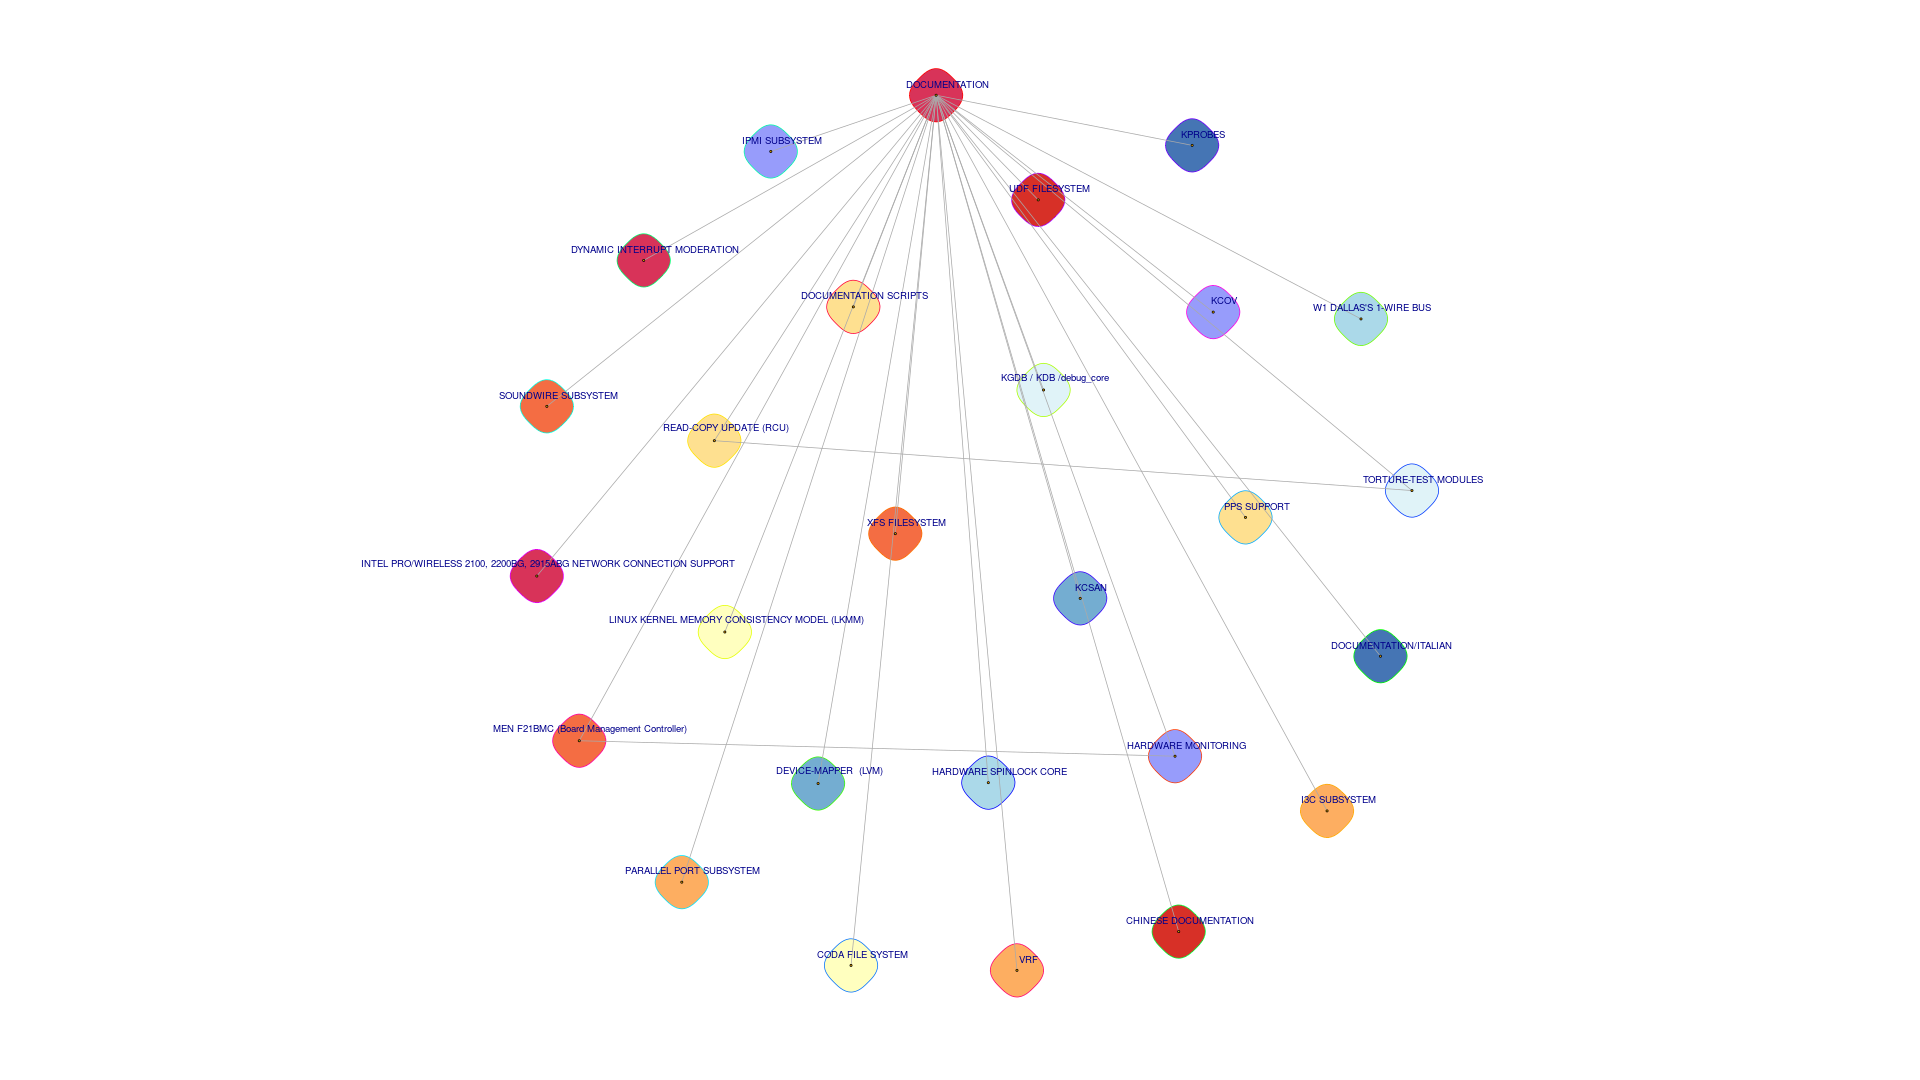 DOCUMENTATION
KPROBES
IPMI SUBSYSTEM
UDF FILESYSTEM
DYNAMIC INTERRUPT MODERATION
DOCUMENTATION SCRIPTS
KCOV
W1 DALLAS'S 1-WIRE BUS
KGDB / KDB /debug_core
SOUNDWIRE SUBSYSTEM
READ-COPY UPDATE (RCU)
TORTURE-TEST MODULES
PPS SUPPORT
XFS FILESYSTEM
INTEL PRO/WIRELESS 2100, 2200BG, 2915ABG NETWORK CONNECTION SUPPORT
KCSAN
LINUX KERNEL MEMORY CONSISTENCY MODEL (LKMM)
DOCUMENTATION/ITALIAN
MEN F21BMC (Board Management Controller)
HARDWARE MONITORING
DEVICE-MAPPER (LVM)
HARDWARE SPINLOCK CORE
I3C SUBSYSTEM
PARALLEL PORT SUBSYSTEM
CHINESE DOCUMENTATION
CODA FILE SYSTEM
VRF